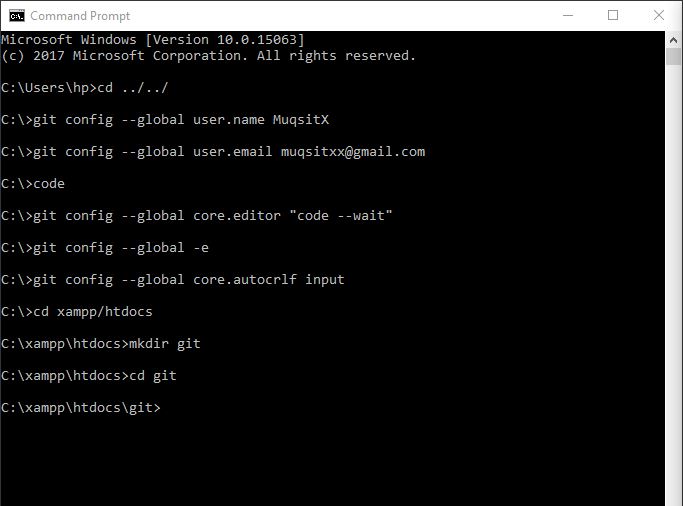 Command Prompt
Microsoft Windows [Version 10.0.15063]
(c) 2017 Microsoft Corporation. All rights reserved.
C:\Users\hp>cd ../../
C:\>git config --global user.name MuqsitX
C:\>git config --global user.email muqsitxx@gmail.com
C:\>code
C:\>git config --global core.editor "code --wait"
C:\>git config --global -e
C:\>git config --global core.autocrlf input
C:\>cd xampp/htdocs
C:\xampp\htdocs>mkdir git
C:\xampp\htdocs>cd git
C:\xampp\htdocs\git>